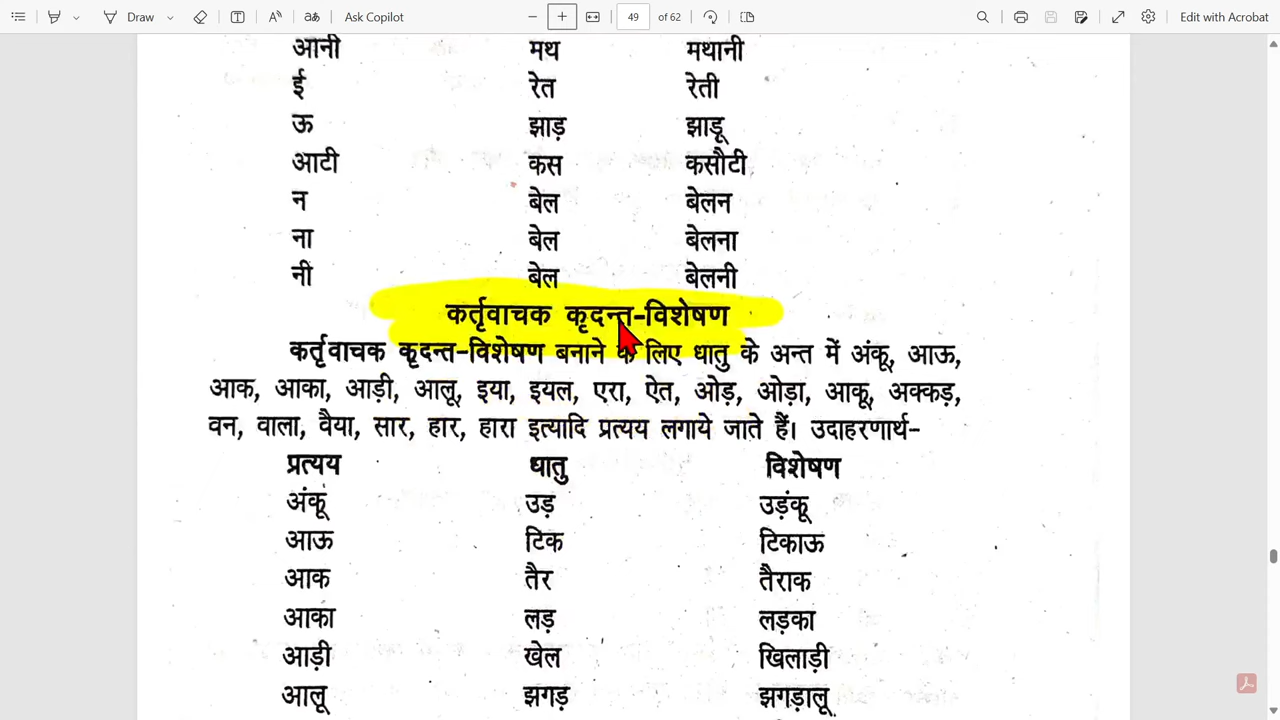 Draw
Ask Copilot
49 of 62
Edit with Acrobat
आनी मथ मथानी
ई रेत रेती
ऊ झाड़ झाड़ू
आटी कस कसौटी
न बेल बेलन
ना बेल बेलना
नी बेल बेलनी
कर्तृवाचक कृदन्त-विशेषण
कर्तृवाचक कृदन्त-विशेषण बनाने के लिए धातु के अन्त में अंकू, आऊ,
आक, आका, आड़ी, आलू, इया, इयल, एरा, ऐत, ओड़, ओड़ा, आकू, अक्कड़,
वन, वाला, वैया, सार, हार, हारा इत्यादि प्रत्यय लगाये जाते हैं। उदाहरणार्थ-
प्रत्यय धातु विशेषण
अंकू उड़ उड़ंकू
आऊ टिक टिकाऊ
आक तैर तैराक
आका लड़ लड़का
आड़ी खेल खिलाड़ी
आलू झगड़ झगड़ालू